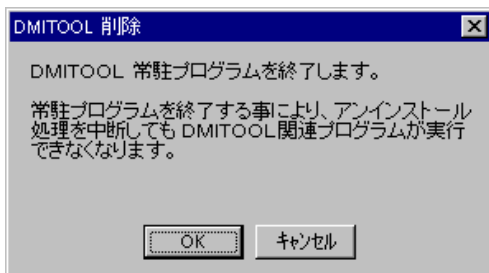 DMITOOL 削除
DMITOOL 常駐プログラムを終了します。
常駐プログラムを終了する事により、アンインストール
処理を中断してもDMITOOL関連プログラムが実行
できなくなります。
OK
キャンセル